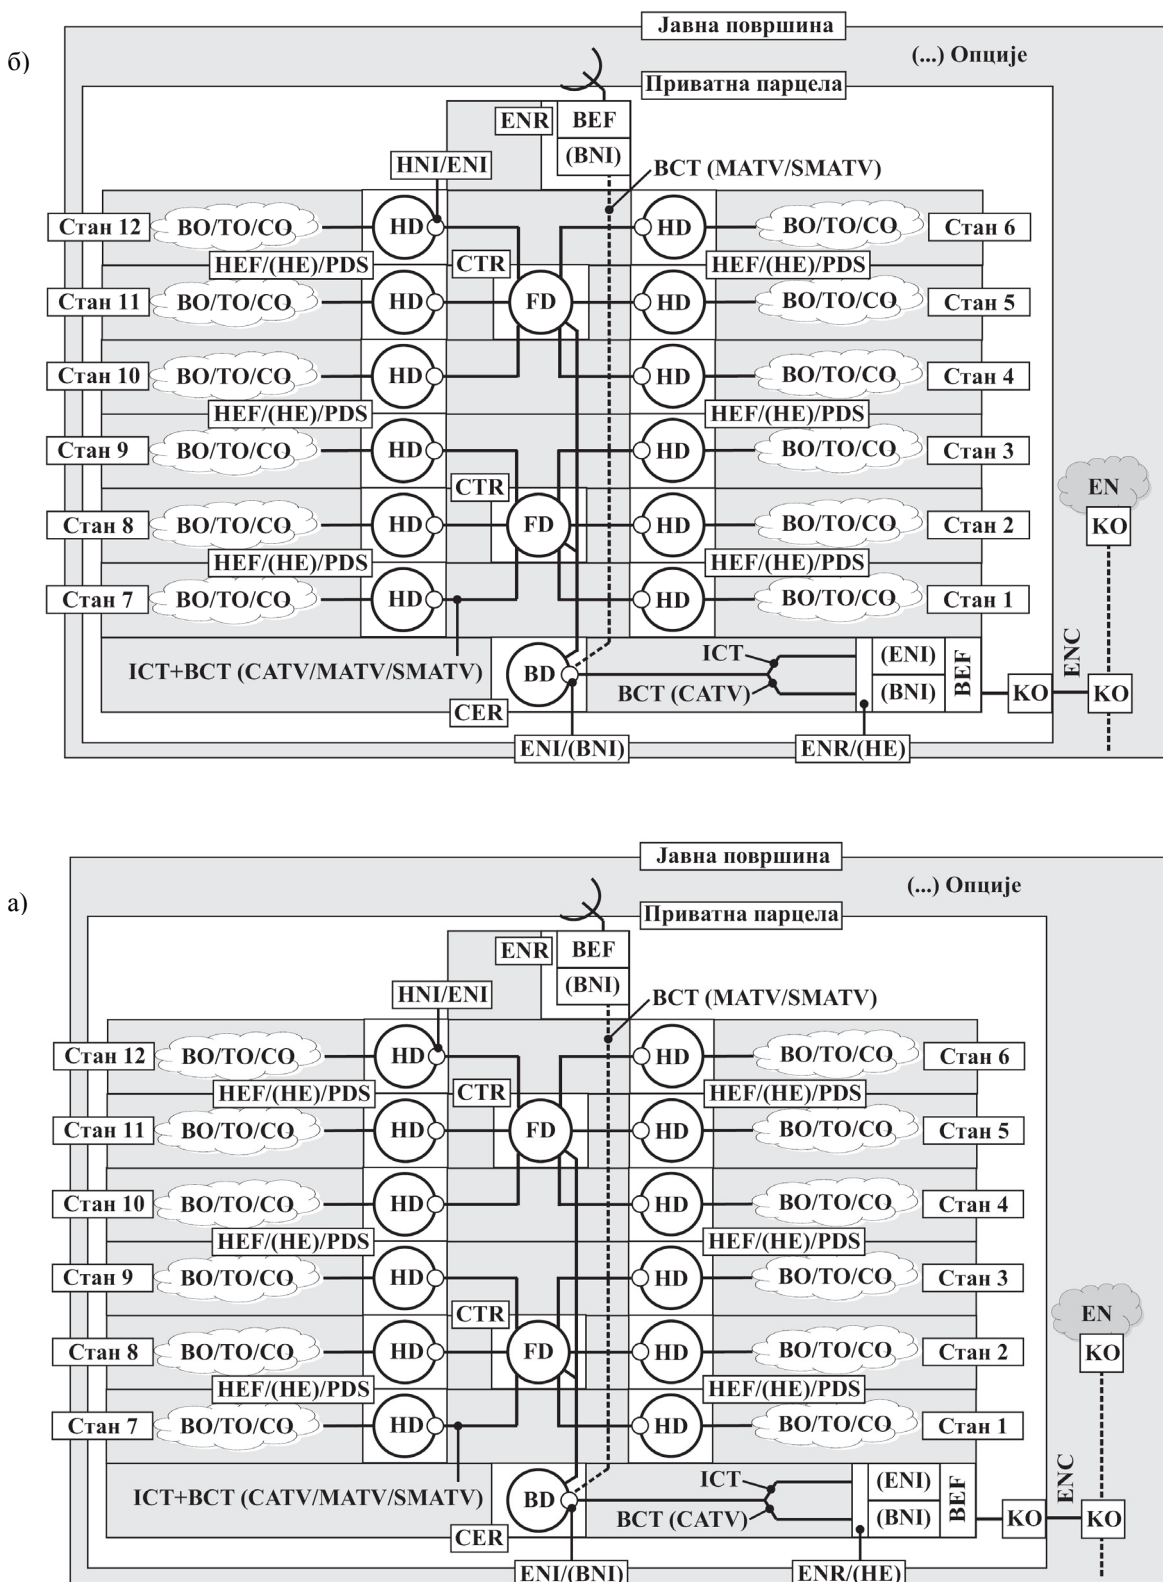 Јавна површина
б)
(...) Опције
Приватна парцела
ENR
BEF
(BNI)
HNI/ENI
BCT (MATV/SMATV)
Стан 12
BO/TO/CO
HD
HD
BO/TO/CO
Стан 6
HEF/(HE)/PDS
CTR
HEF/(HE)/PDS
Стан 11
BO/TO/CO
HD
FD
HD
BO/TO/CO
Стан 5
Стан 10
BO/TO/CO
HD
HD
BO/TO/CO
Стан 4
HEF/(HE)/PDS
HEF/(HE)/PDS
Стан 9
BO/TO/CO
HD
HD
BO/TO/CO
Стан 3
CTR
EN
Стан 8
BO/TO/CO
HD
FD
HD
BO/TO/CO
Стан 2
KO
HEF/(HE)/PDS
HEF/(HE)/PDS
Стан 7
BO/TO/CO
HD
HD
BO/TO/CO
Стан 1
ICT+BCT (CATV/MATV/SMATV)
BD
ICT
BCT (CATV)
(ENI)
(BNI)
BEF
ENC
KO
KO
CER
ENI/(BNI)
ENR/(HE)
Јавна површина
а)
(...) Опције
Приватна парцела
ENR
BEF
(BNI)
HNI/ENI
BCT (MATV/SMATV)
Стан 12
BO/TO/CO
HD
HD
BO/TO/CO
Стан 6
HEF/(HE)/PDS
CTR
HEF/(HE)/PDS
Стан 11
BO/TO/CO
HD
FD
HD
BO/TO/CO
Стан 5
Стан 10
BO/TO/CO
HD
HD
BO/TO/CO
Стан 4
HEF/(HE)/PDS
HEF/(HE)/PDS
Стан 9
BO/TO/CO
HD
HD
BO/TO/CO
Стан 3
CTR
EN
Стан 8
BO/TO/CO
HD
FD
HD
BO/TO/CO
Стан 2
KO
HEF/(HE)/PDS
HEF/(HE)/PDS
Стан 7
BO/TO/CO
HD
HD
BO/TO/CO
Стан 1
ICT+BCT (CATV/MATV/SMATV)
BD
ICT
BCT (CATV)
(ENI)
(BNI)
BEF
ENC
KO
KO
CER
ENI/(BNI)
ENR/(HE)